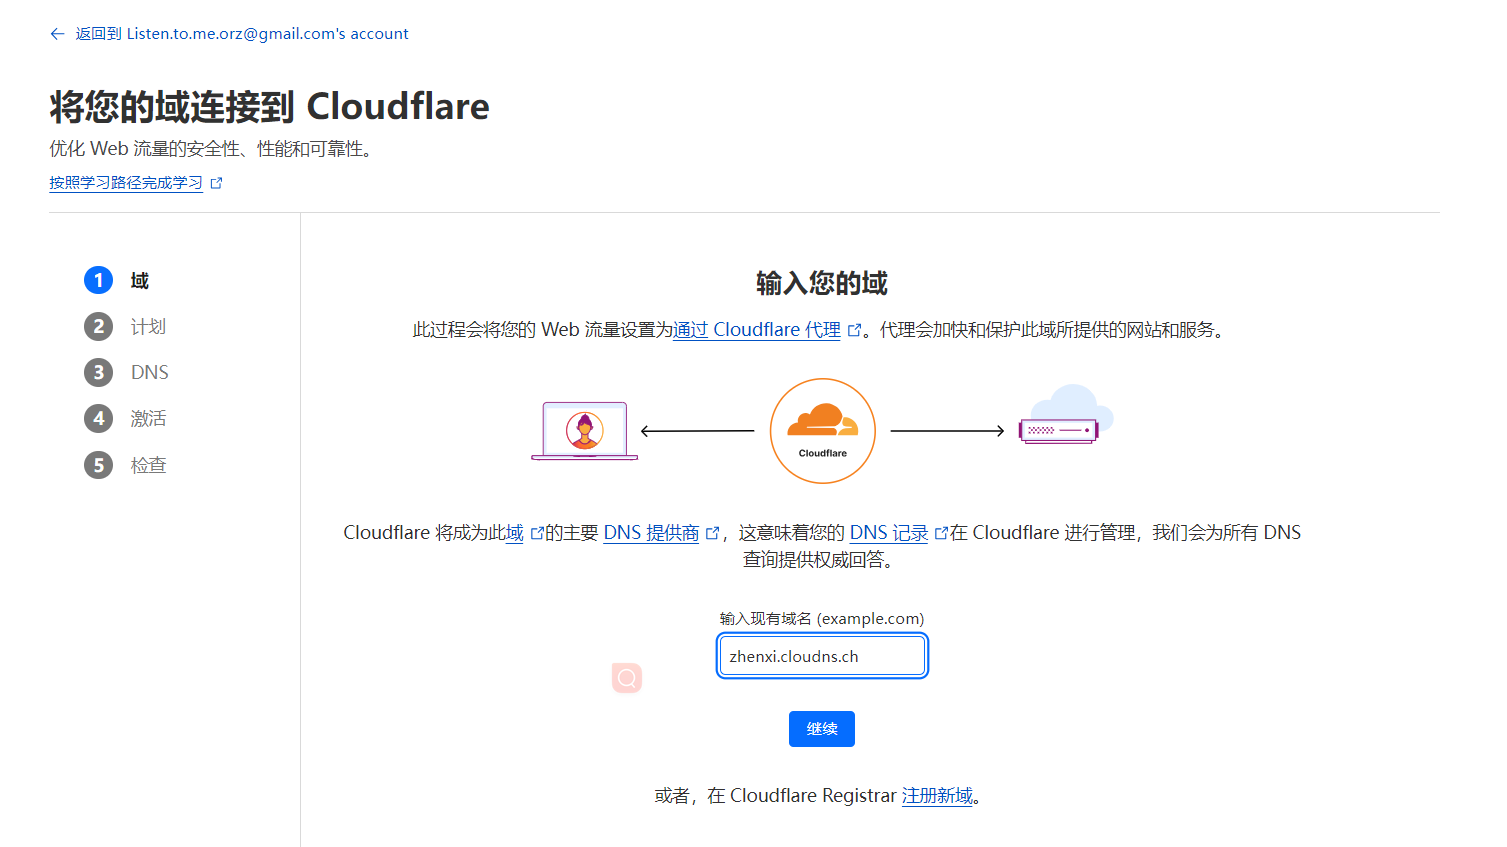 ← 返回到 Listen.to.me.orz@gmail.com's account
将您的域连接到 Cloudflare
优化 Web 流量的安全性、性能和可靠性。
按照学习路径完成学习
1 域
2 计划
3 DNS
4 激活
5 检查
输入您的域
此过程会将您的 Web 流量设置为通过 Cloudflare 代理。代理会加快和保护此域所提供的网站和服务。
Cloudflare
Cloudflare 将成为此域的主要 DNS 提供商，这意味着您的 DNS 记录在 Cloudflare 进行管理，我们会为所有 DNS
查询提供权威回答。
输入现有域名 (example.com)
zhenxi.cloudns.ch
继续
或者，在 Cloudflare Registrar 注册新域。